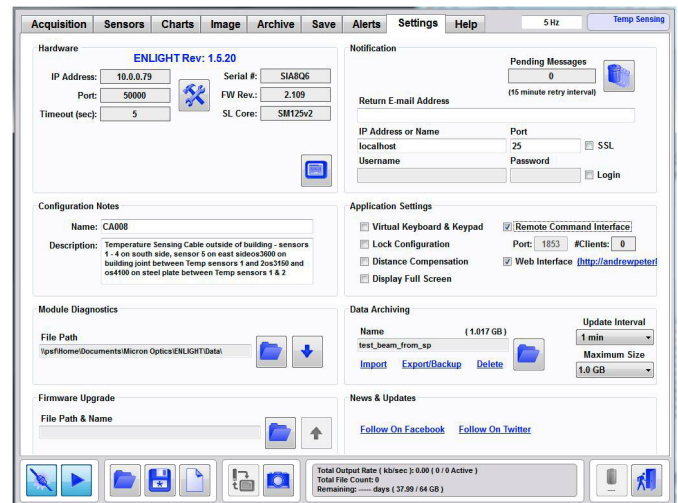 Acquisition Sensors Charts Image Archive Save Alerts Settings Help 5 Hz Temp Sensing
Hardware
ENLIGHT Rev: 1.5.20
IP Address: 10.0.0.79 Serial #: SIA8Q6
Port: 50000 FW Rev.: 2.109
Timeout (sec): 5 SL Core: SM125v2
Notification
Pending Messages
0
(15 minute retry interval)
Return E-mail Address
IP Address or Name Port
localhost 25 SSL
Username Password
Login
Configuration Notes
Name: CA008
Description: Temperature Sensing Cable outside of building - sensors
1 - 4 on south side, sensor 5 on east sideos3600 on
building joint between Temp sensors 1 and 2os3150 and
os4100 on steel plate between Temp sensors 1 & 2
Application Settings
Virtual Keyboard & Keypad Remote Command Interface
Lock Configuration Port: 1853 #Clients: 0
Distance Compensation Web Interface (http://andrewpeterl
Display Full Screen
Module Diagnostics
File Path
\\psf\Home\Documents\Micron Optics\ENLIGHT\Data\
Data Archiving
Name (1.017 GB) Update Interval
test_beam_from_sp 1 min
Import Export/Backup Delete Maximum Size
1.0 GB
Firmware Upgrade
File Path & Name
News & Updates
Follow On Facebook Follow On Twitter
Total Output Rate ( kb/sec ): 0.00 ( 0 / 0 Active )
Total File Count: 0
Remaining: ----- days ( 37.99 / 64 GB )